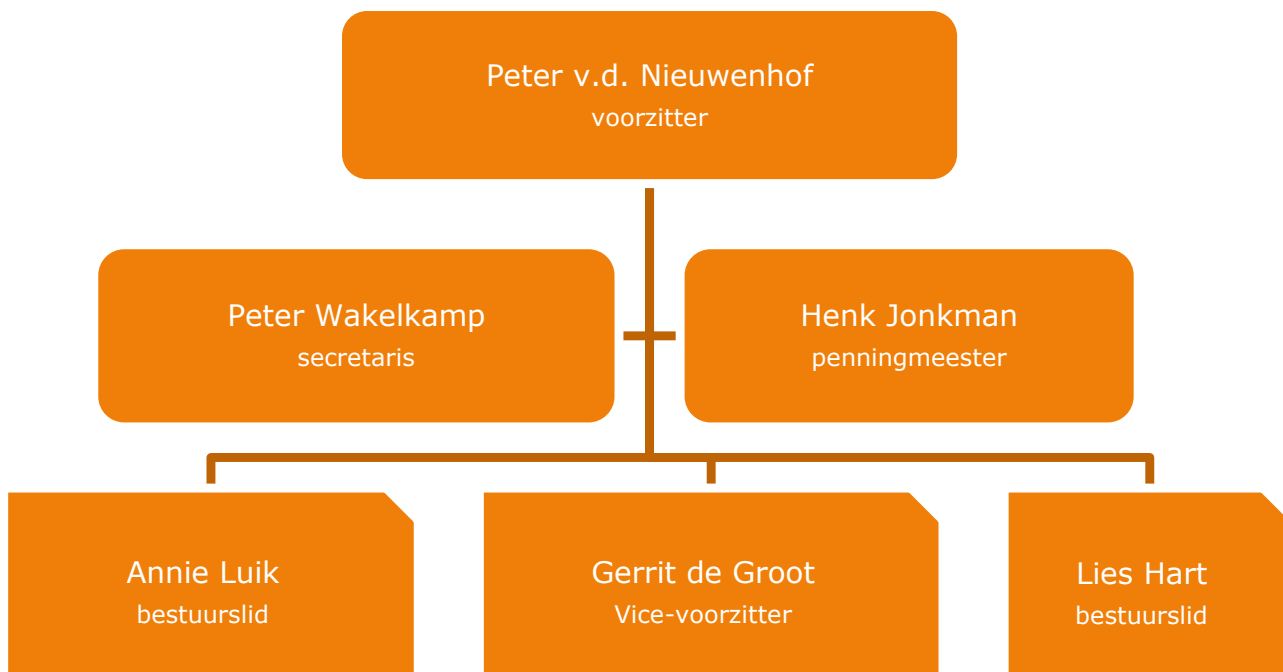 Peter v.d. Nieuwenhof
voorzitter
Peter Wakelkamp
secretaris
Henk Jonkman
penningmeester
Annie Luik
bestuurslid
Gerrit de Groot
Vice-voorzitter
Lies Hart
bestuurslid